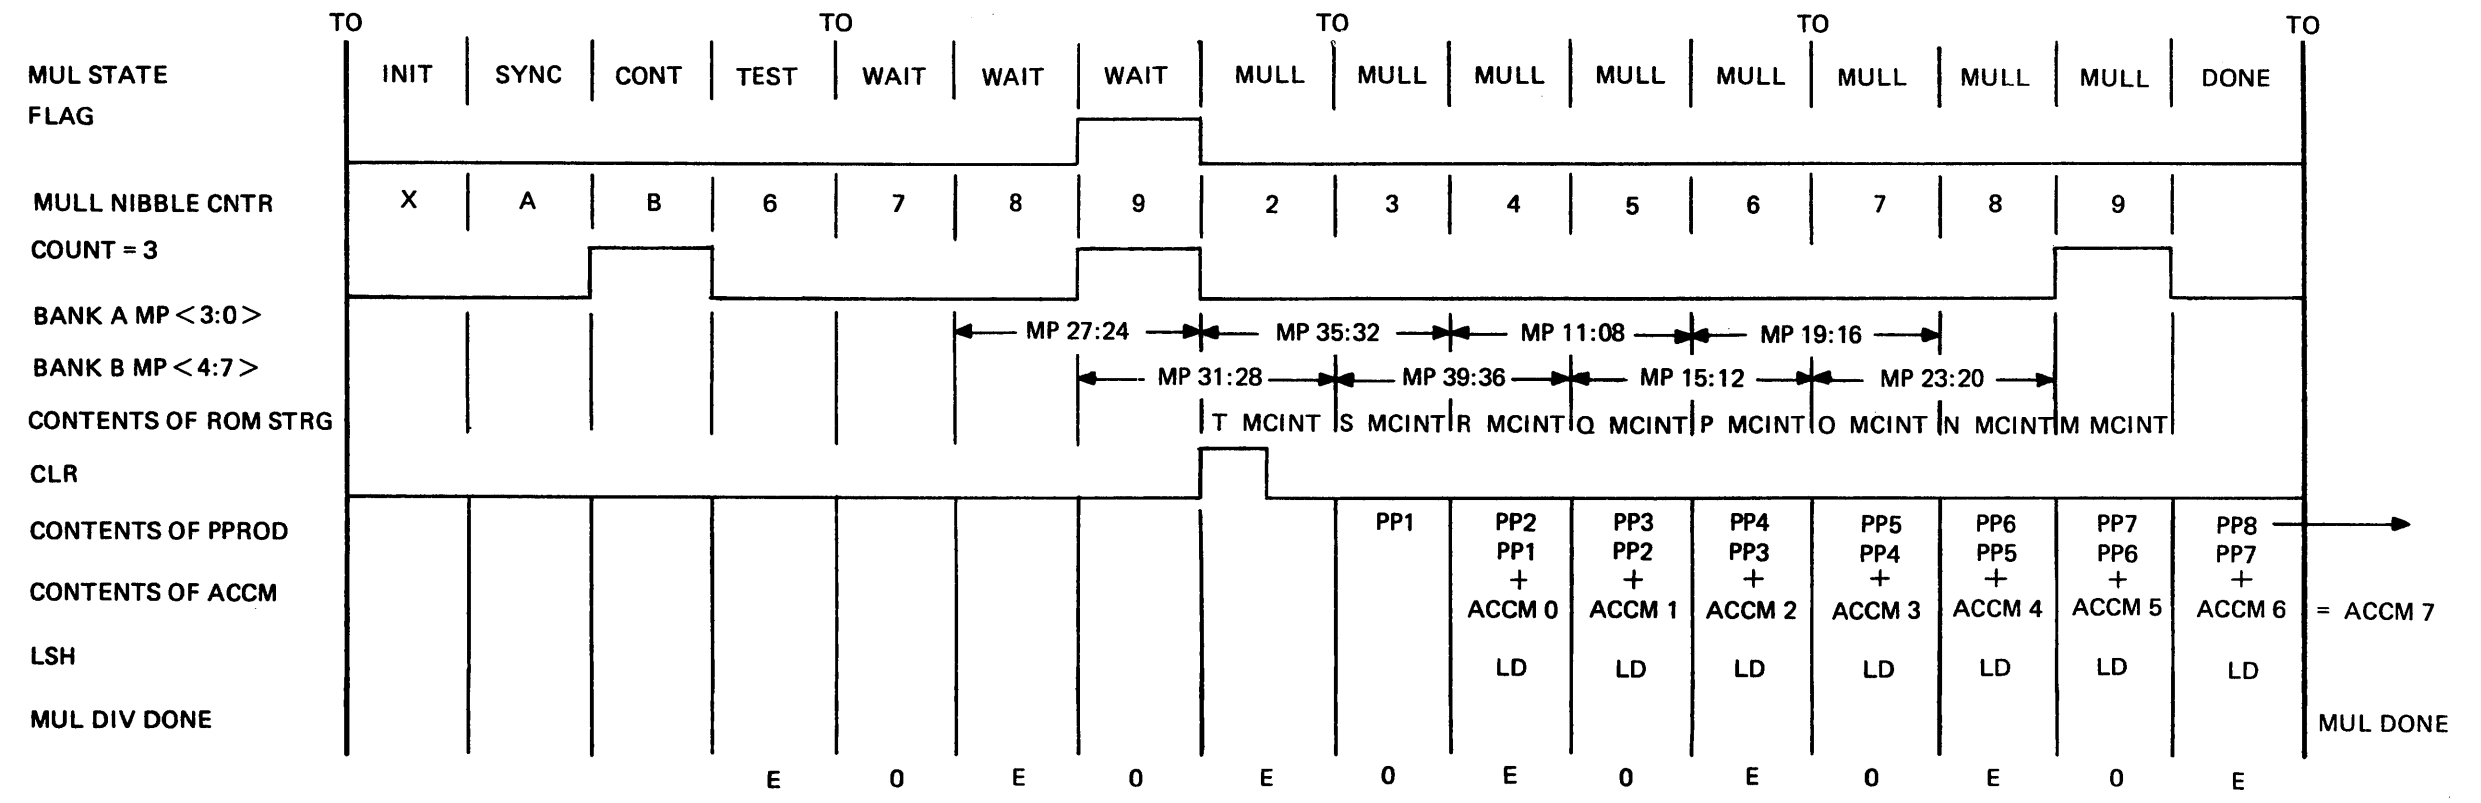 TO TO TO TO TO
MUL STATE INIT SYNC CONT TEST WAIT WAIT WAIT MULL MULL MULL MULL MULL MULL MULL MULL DONE
FLAG
MULL NIBBLE CNTR X A B 6 7 8 9 2 3 4 5 6 7 8 9
COUNT = 3
BANK A MP <3:0> MP 27:24 MP 35:32 MP 11:08 MP 19:16
BANK B MP <4:7> MP 31:28 MP 39:36 MP 15:12 MP 23:20
CONTENTS OF ROM STRG T MCINT S MCINT R MCINT Q MCINT P MCINT O MCINT N MCINT M MCINT
CLR
CONTENTS OF PPROD PP1 PP2 PP3 PP4 PP5 PP6 PP7 PP8
PP1 PP2 PP3 PP4 PP5 PP6 PP7
+ + + + + + +
CONTENTS OF ACCM ACCM 0 ACCM 1 ACCM 2 ACCM 3 ACCM 4 ACCM 5 ACCM 6 = ACCM 7
LSH LD LD LD LD LD LD LD
MUL DIV DONE MUL DONE
E O E O E O E O E O E O E